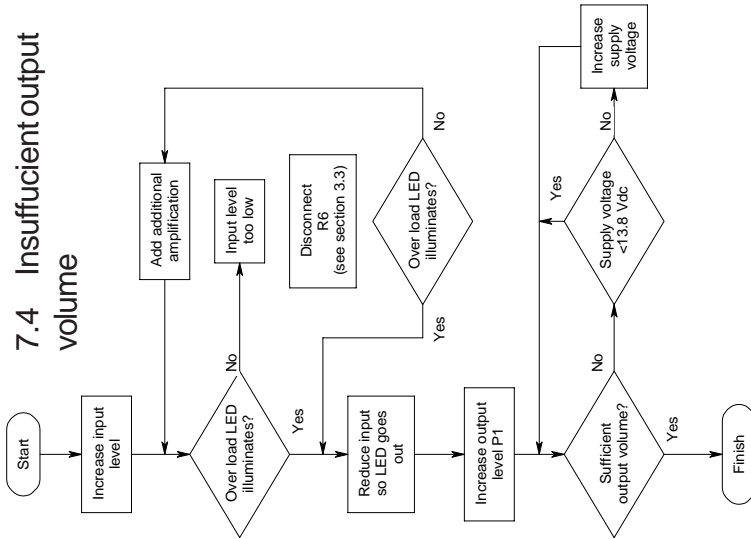 7.4 Insuffucient output
volume
Start
Increase input
level
Over load LED
illuminates?
No
Yes
Input level
too low
Add additional
amplification
Disconnect
R6
(see section 3.3)
Over load LED
illuminates?
No
Yes
Reduce input
so LED goes
out
Increase output
level P1
Sufficient
output volume?
No
Yes
Supply voltage
<13.8 Vdc
Yes
No
Increase
supply
voltage
Finish